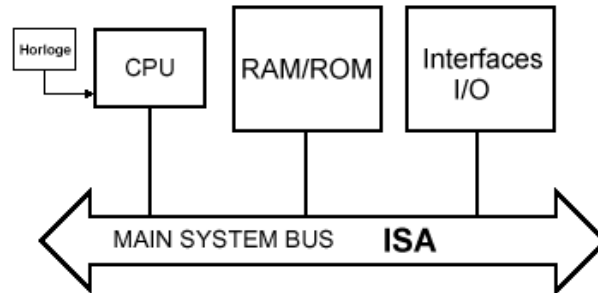 Horloge
CPU
RAM/ROM
Interfaces
I/O
MAIN SYSTEM BUS ISA